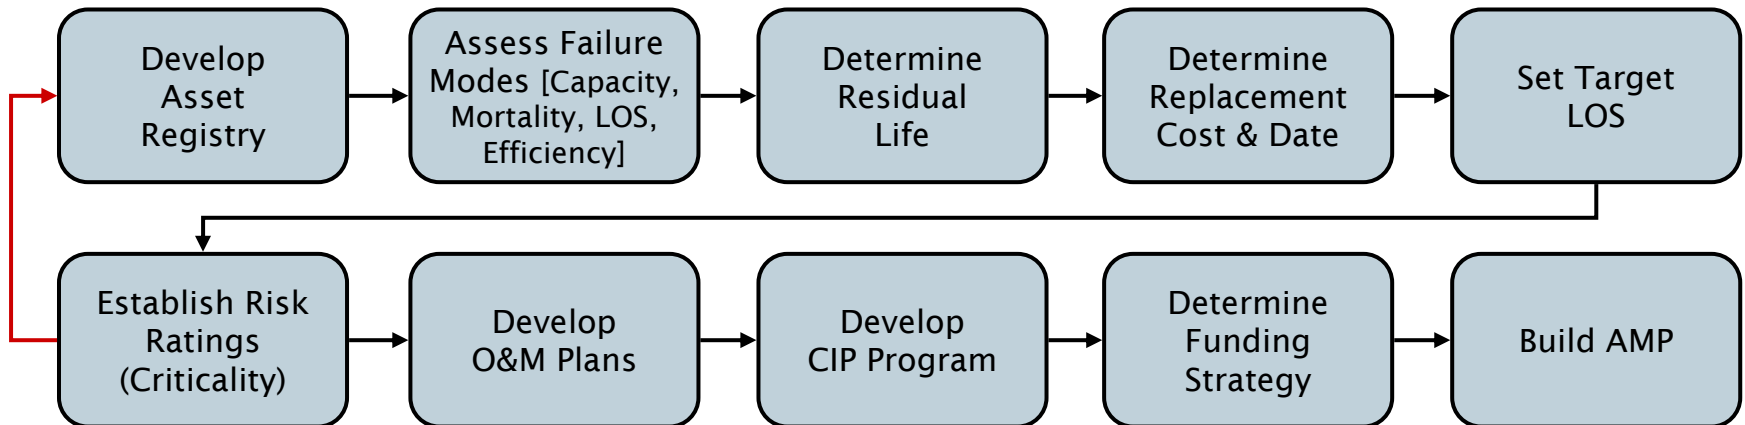 Develop
Asset
Registry
Assess Failure
Modes [Capacity,
Mortality, LOS,
Efficiency]
Determine
Residual
Life
Determine
Replacement
Cost & Date
Set Target
LOS
Establish Risk
Ratings
(Criticality)
Develop
O&M Plans
Develop
CIP Program
Determine
Funding
Strategy
Build AMP